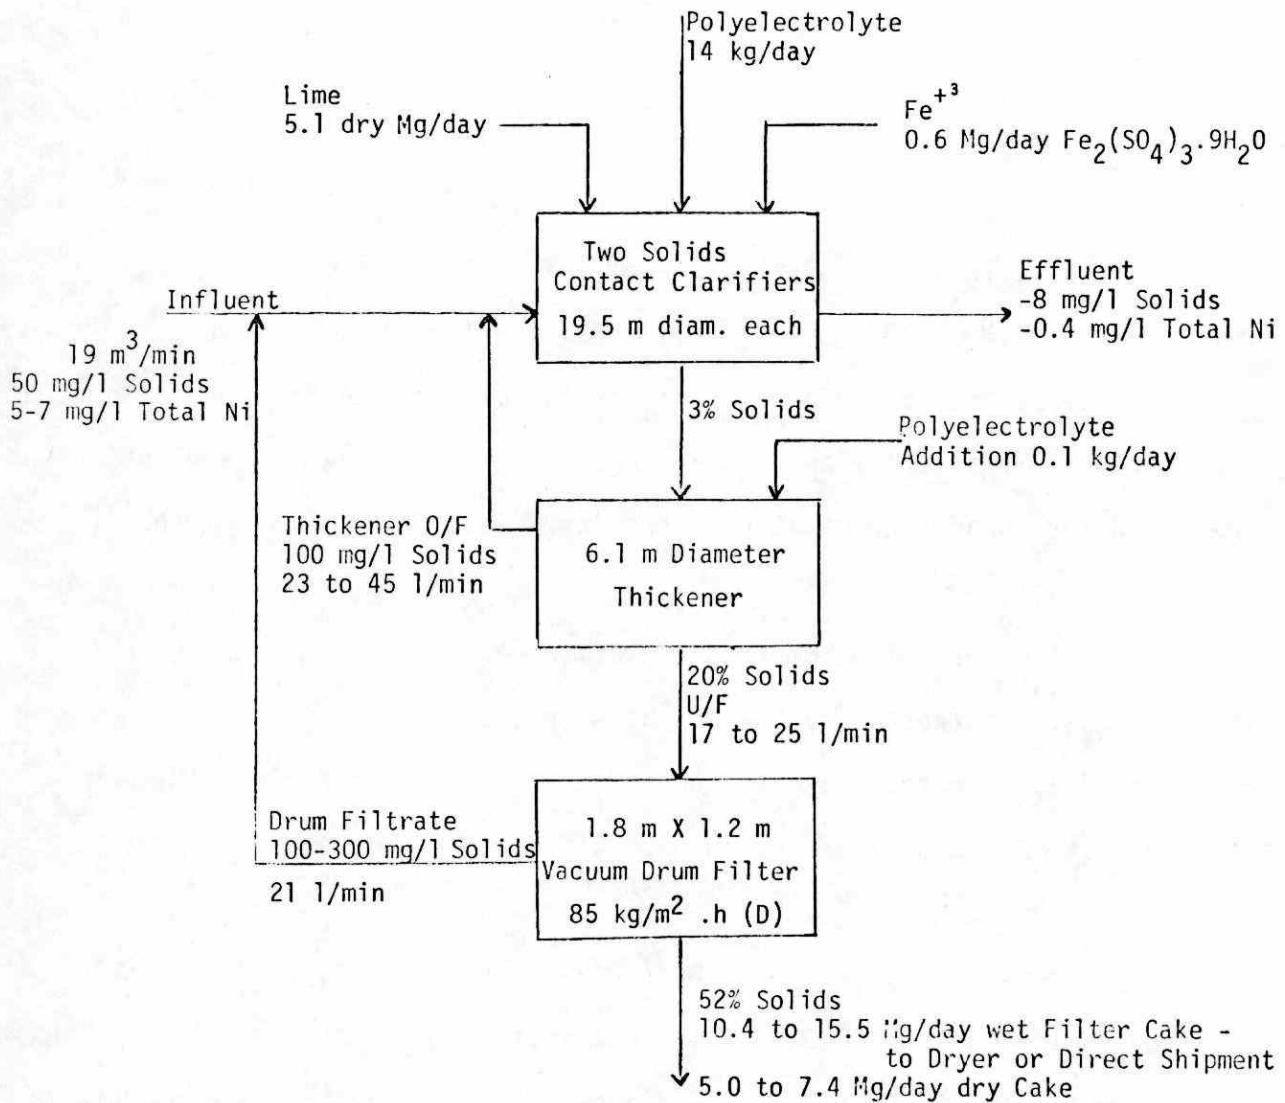 Polyelectrolyte
14 kg/day
Lime
5.1 dry Mg/day
Fe⁺³
0.6 Mg/day Fe₂(SO₄)₃.9H₂O
Two Solids
Contact Clarifiers
19.5 m diam. each
Influent
19 m³/min
50 mg/l Solids
5-7 mg/l Total Ni
Effluent
-8 mg/l Solids
-0.4 mg/l Total Ni
3% Solids
Polyelectrolyte
Addition 0.1 kg/day
Thickener O/F
100 mg/l Solids
23 to 45 l/min
6.1 m Diameter
Thickener
20% Solids
U/F
17 to 25 l/min
Drum Filtrate
100-300 mg/l Solids
21 l/min
1.8 m X 1.2 m
Vacuum Drum Filter
85 kg/m² .h (D)
52% Solids
10.4 to 15.5 Mg/day wet Filter Cake -
to Dryer or Direct Shipment
5.0 to 7.4 Mg/day dry Cake